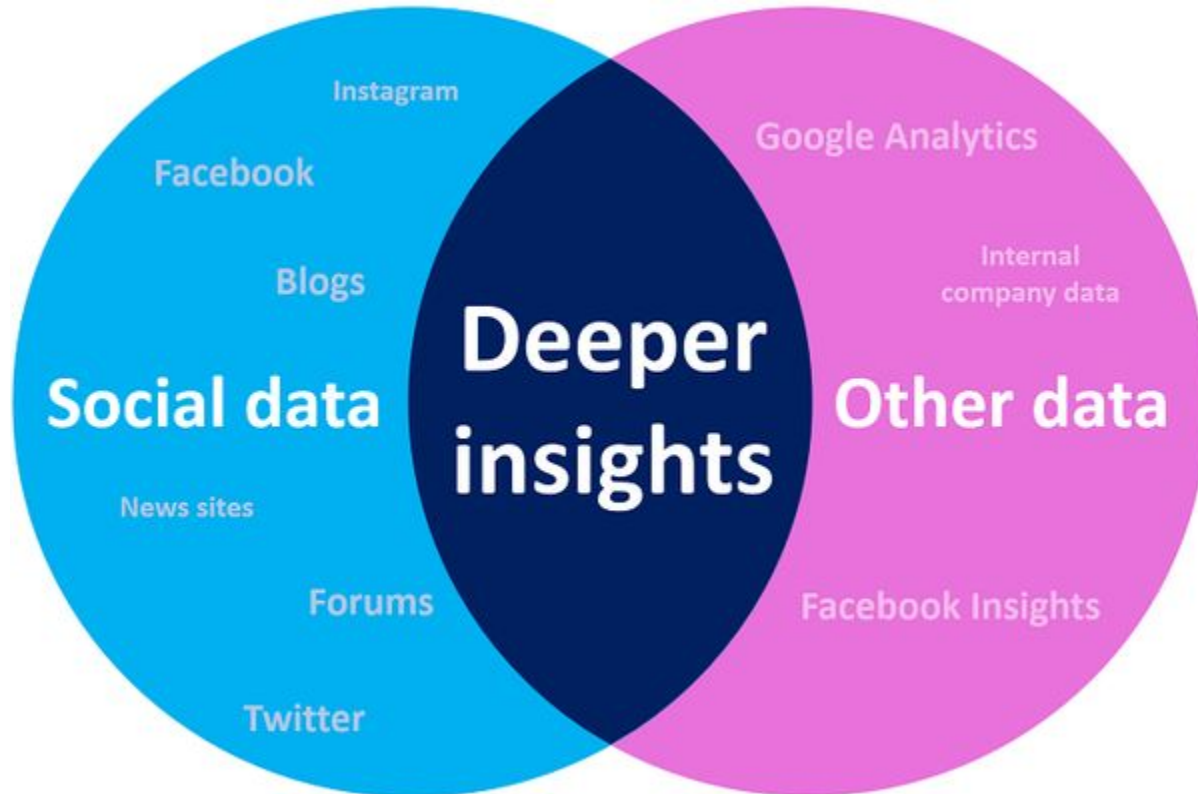 Instagram
Facebook
Blogs
Social data
News sites
Forums
Twitter
Deeper
insights
Google Analytics
Internal
company data
Other data
Facebook Insights